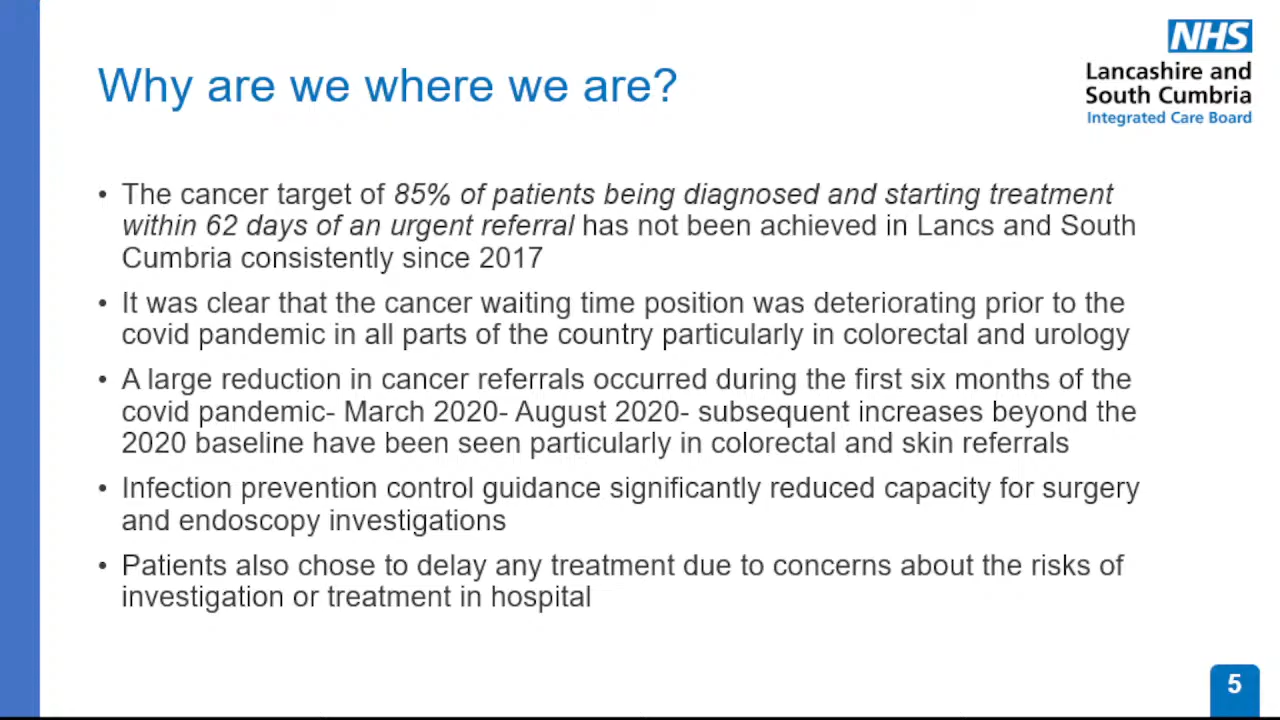 NHS
Lancashire and
South Cumbria
Integrated Care Board
Why are we where we are?
• The cancer target of 85% of patients being diagnosed and starting treatment
within 62 days of an urgent referral has not been achieved in Lancs and South
Cumbria consistently since 2017
• It was clear that the cancer waiting time position was deteriorating prior to the
covid pandemic in all parts of the country particularly in colorectal and urology
• A large reduction in cancer referrals occurred during the first six months of the
covid pandemic- March 2020- August 2020- subsequent increases beyond the
2020 baseline have been seen particularly in colorectal and skin referrals
• Infection prevention control guidance significantly reduced capacity for surgery
and endoscopy investigations
• Patients also chose to delay any treatment due to concerns about the risks of
investigation or treatment in hospital
5